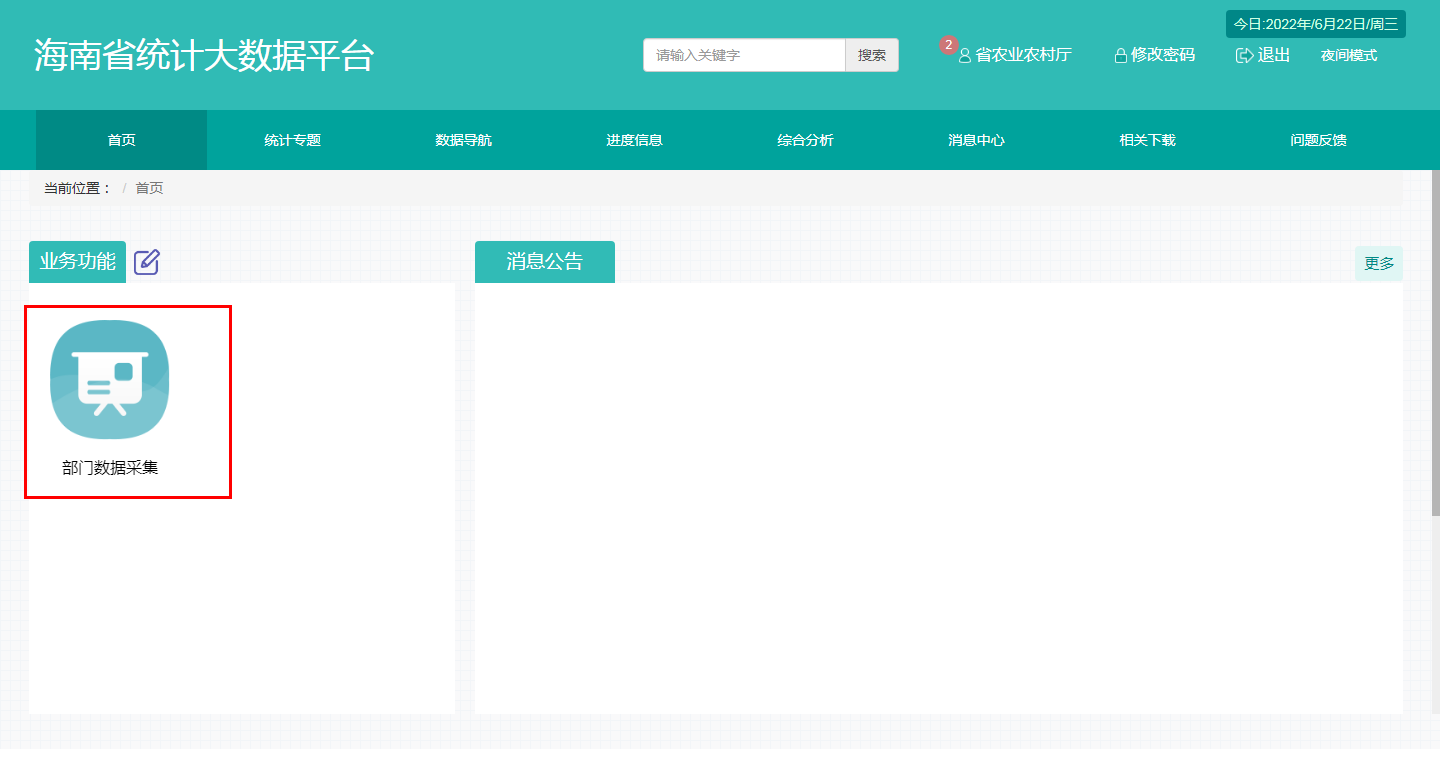 今日:2022年/6月22日/周三
海南省统计大数据平台
请输入关键字 搜索 2 省农业农村厅 修改密码 退出 夜间模式
首页 统计专题 数据导航 进度信息 综合分析 消息中心 相关下载 问题反馈
当前位置： / 首页
业务功能 消息公告 更多
部门数据采集